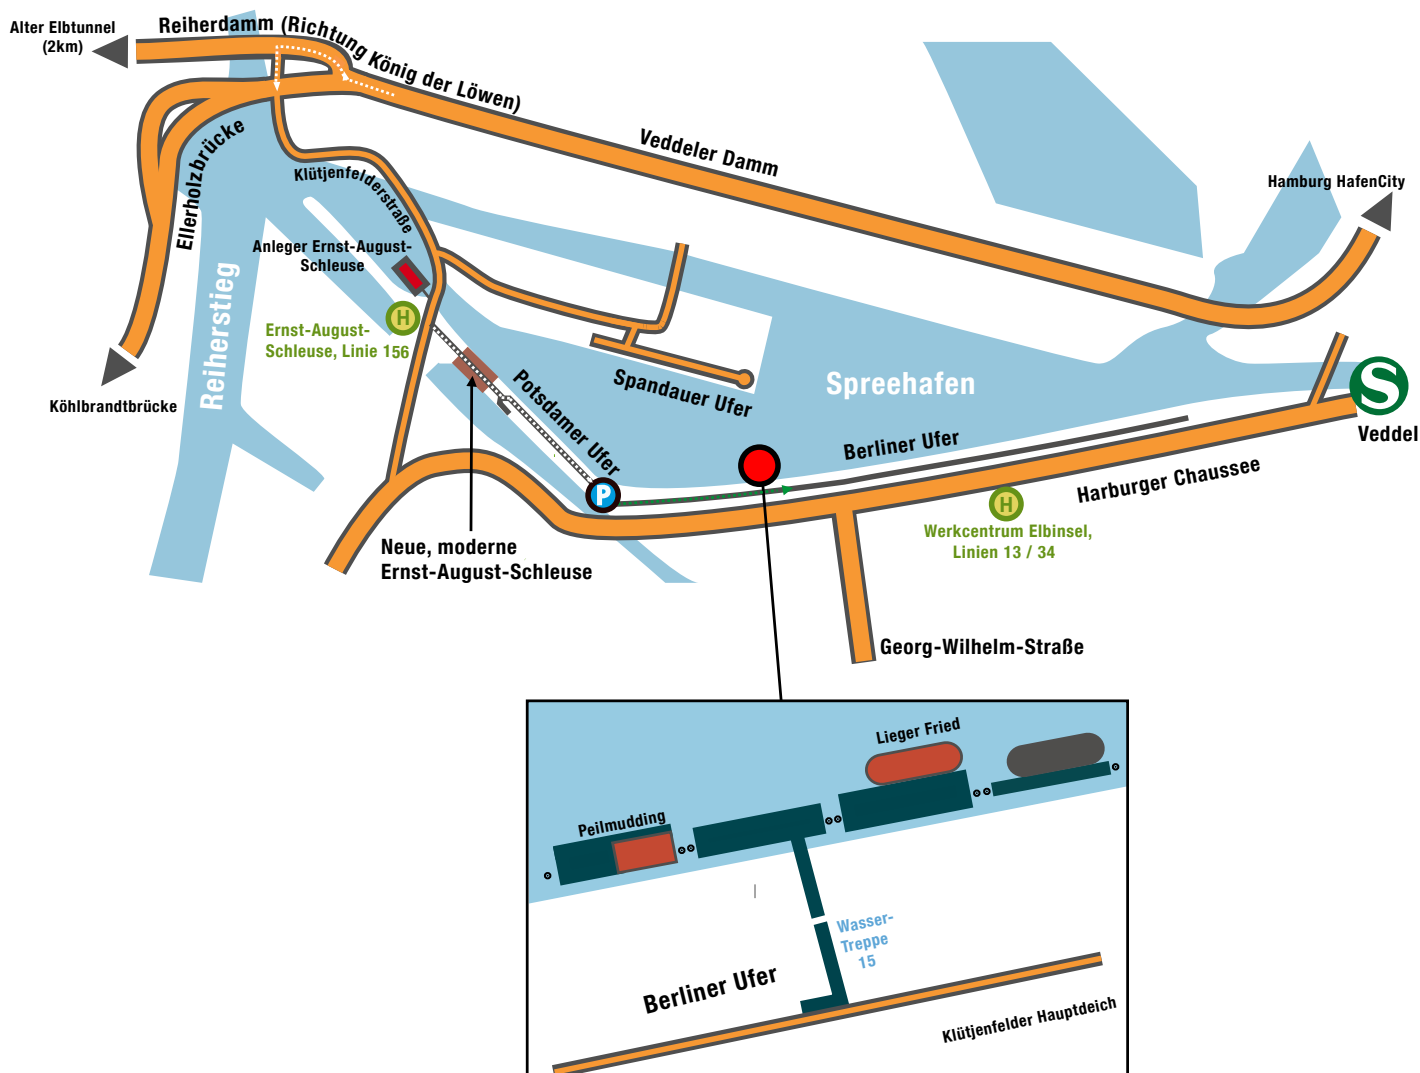 Alter Elbtunnel
(2km)
Reiherdamm (Richtung König der Löwen)
Veddeler Damm
Hamburg HafenCity
Ellerholzbrücke
Klütjenfelderstraße
Anleger Ernst-August-
Schleuse
H
Ernst-August-
Schleuse, Linie 156
Reiherstieg
Köhlbrandtbrücke
Potsdamer Ufer
Spandauer Ufer
Spreehafen
S
Veddel
Berliner Ufer
Harburger Chaussee
P
H
Werkcentrum Elbinsel,
Linien 13 / 34
Neue, moderne
Ernst-August-Schleuse
Georg-Wilhelm-Straße
Lieger Fried
Peilmudding
Wasser-
Treppe
15
Berliner Ufer
Klütjenfelder Hauptdeich